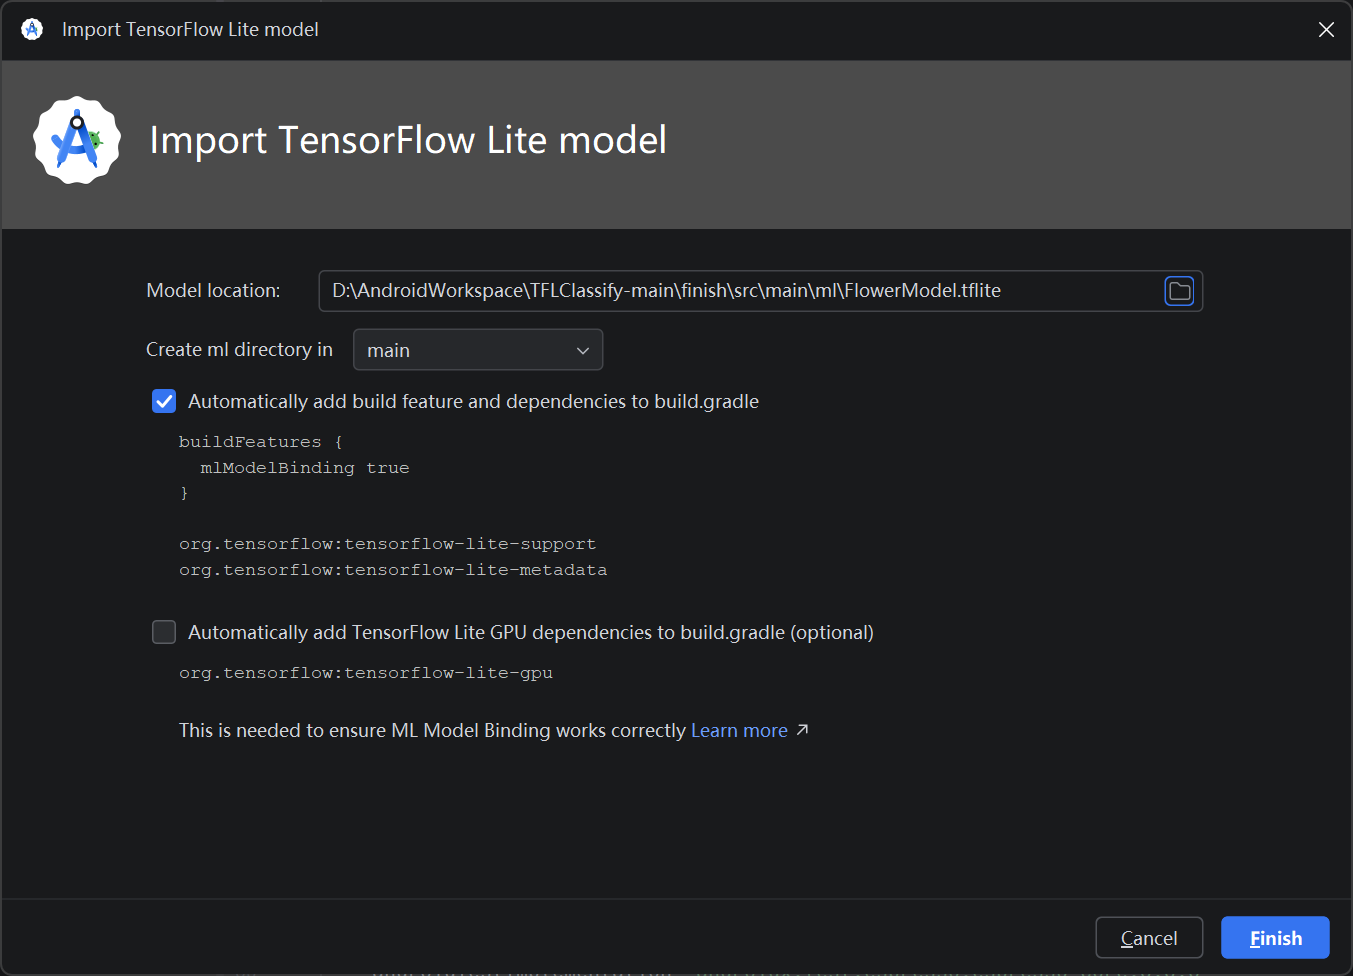 Import TensorFlow Lite model
Import TensorFlow Lite model
Model location: D:\AndroidWorkspace\TFLClassify-main\finish\src\main\ml\FlowerModel.tflite
Create ml directory in main
Automatically add build feature and dependencies to build.gradle
buildFeatures {
  mlModelBinding true
}
org.tensorflow:tensorflow-lite-support
org.tensorflow:tensorflow-lite-metadata
Automatically add TensorFlow Lite GPU dependencies to build.gradle (optional)
org.tensorflow:tensorflow-lite-gpu
This is needed to ensure ML Model Binding works correctly Learn more ↗
Cancel Finish